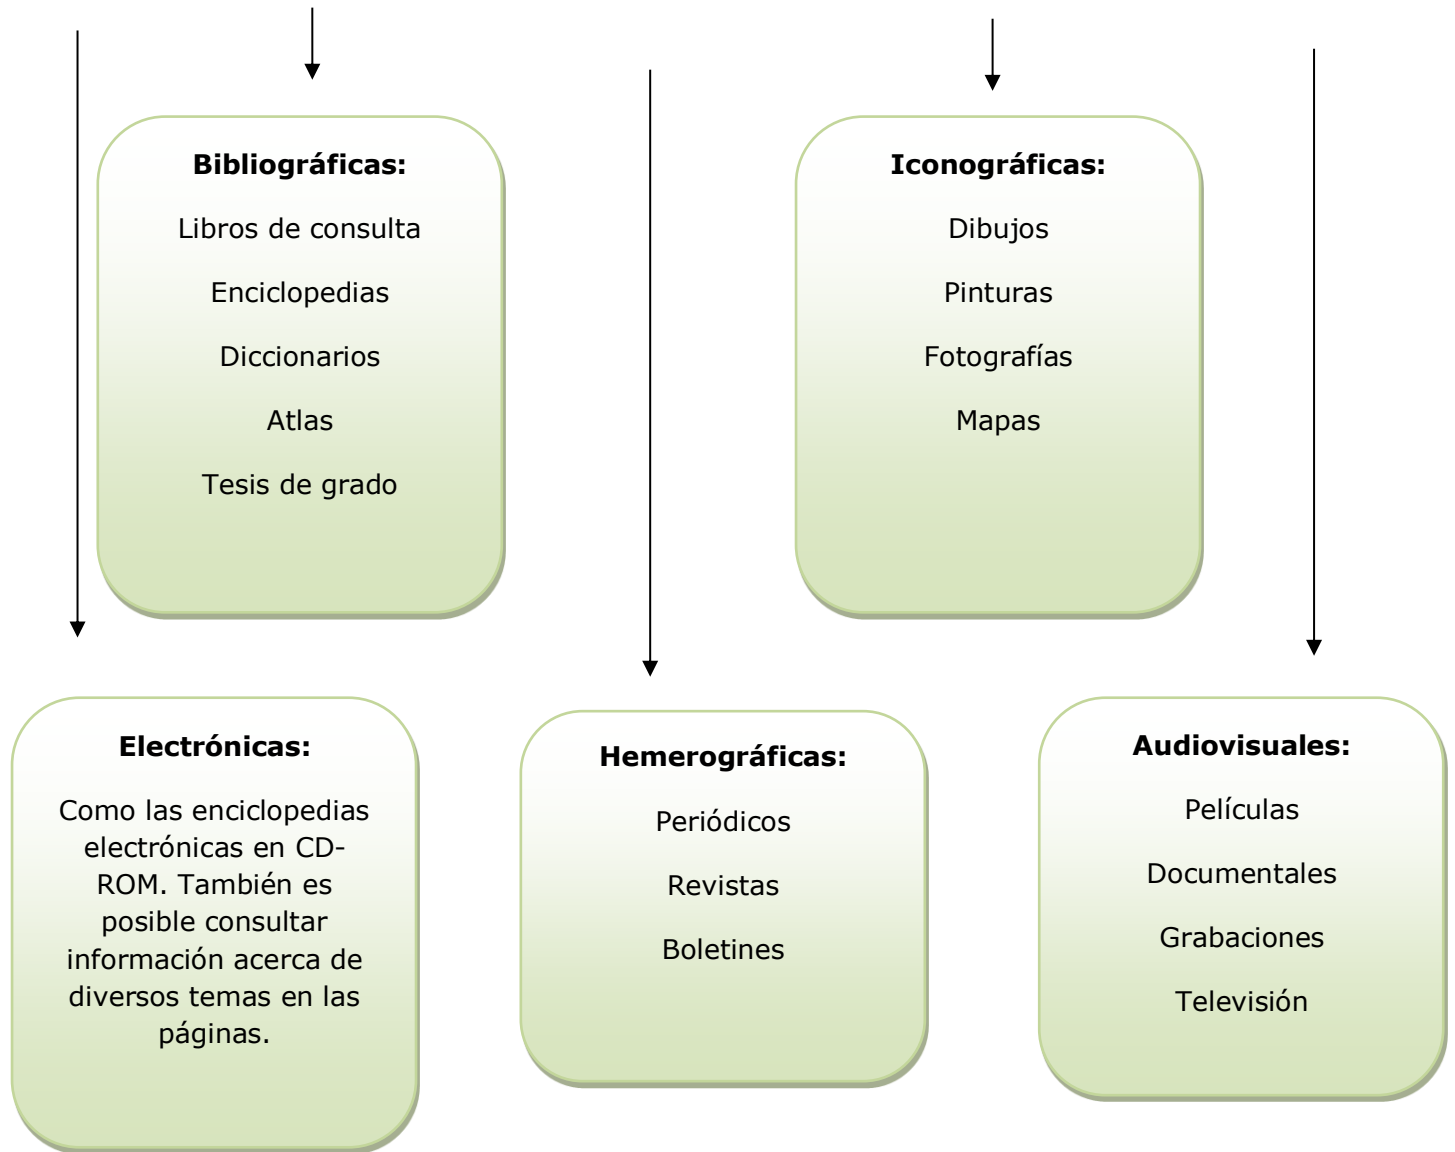 Bibliográficas:
Libros de consulta
Enciclopedias
Diccionarios
Atlas
Tesis de grado
Iconográficas:
Dibujos
Pinturas
Fotografías
Mapas
Electrónicas:
Como las enciclopedias
electrónicas en CD-
ROM. También es
posible consultar
información acerca de
diversos temas en las
páginas.
Hemerográficas:
Periódicos
Revistas
Boletines
Audiovisuales:
Películas
Documentales
Grabaciones
Televisión